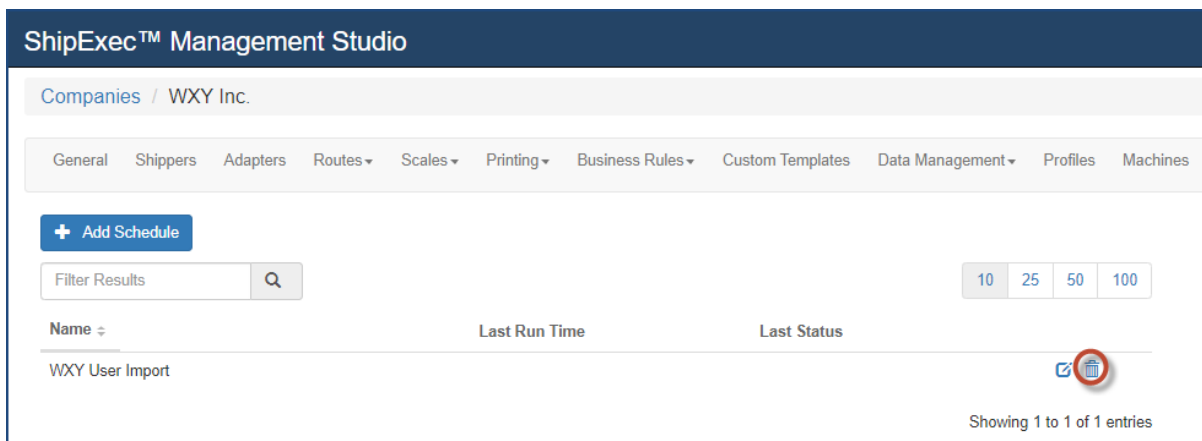 ShipExec™ Management Studio
Companies / WXY Inc.
General Shippers Adapters Routes Scales Printing Business Rules Custom Templates Data Management Profiles Machines
Add Schedule
Filter Results 10 25 50 100
Name Last Run Time Last Status
WXY User Import
Showing 1 to 1 of 1 entries